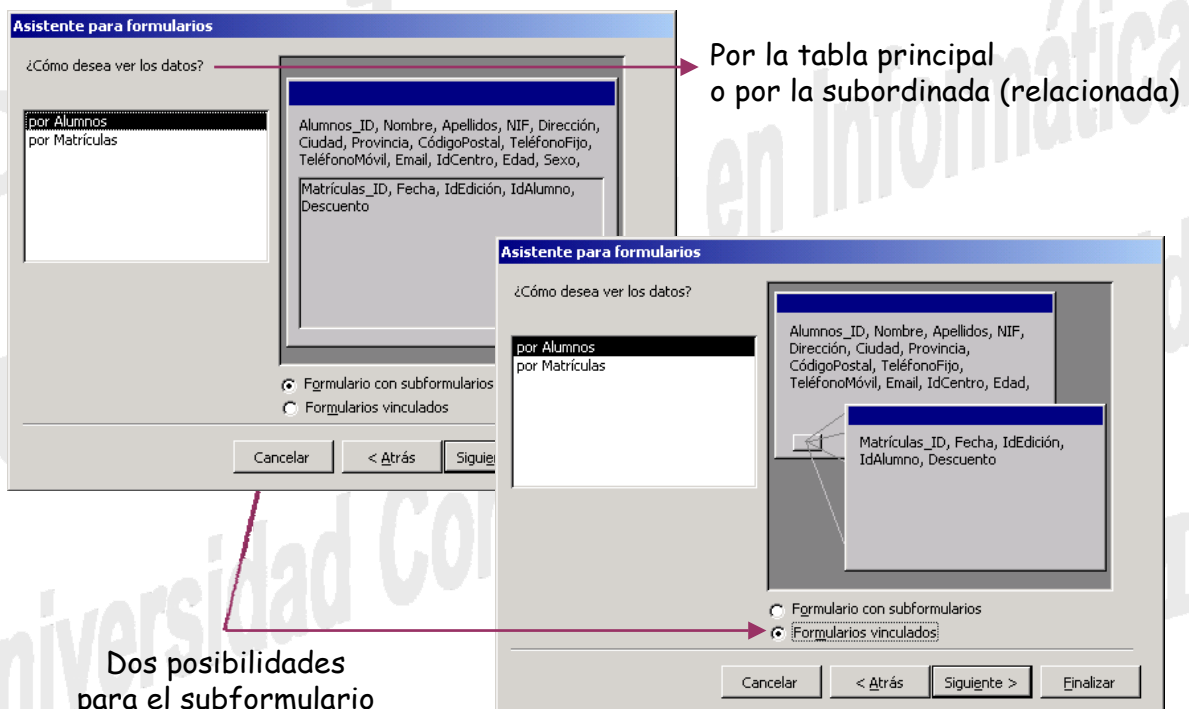 Asistente para formularios
¿Cómo desea ver los datos?
por Alumnos
por Matrículas
Alumnos_ID, Nombre, Apellidos, NIF, Dirección,
Ciudad, Provincia, CódigoPostal, TeléfonoFijo,
TeléfonoMóvil, Email, IdCentro, Edad, Sexo,
Matrículas_ID, Fecha, IdEdición, IdAlumno,
Descuento
Formulario con subformularios
Formularios vinculados
Cancelar
< Atrás
Por la tabla principal
o por la subordinada (relacionada)
Asistente para formularios
¿Cómo desea ver los datos?
por Alumnos
por Matrículas
Alumnos_ID, Nombre, Apellidos, NIF,
Dirección, Ciudad, Provincia,
CódigoPostal, TeléfonoFijo,
TeléfonoMóvil, Email, IdCentro, Edad,
Matrículas_ID, Fecha, IdEdición,
IdAlumno, Descuento
Formulario con subformularios
Formularios vinculados
Cancelar
< Atrás
Siguiente >
Finalizar
Dos posibilidades
para el subformulario
en Informática